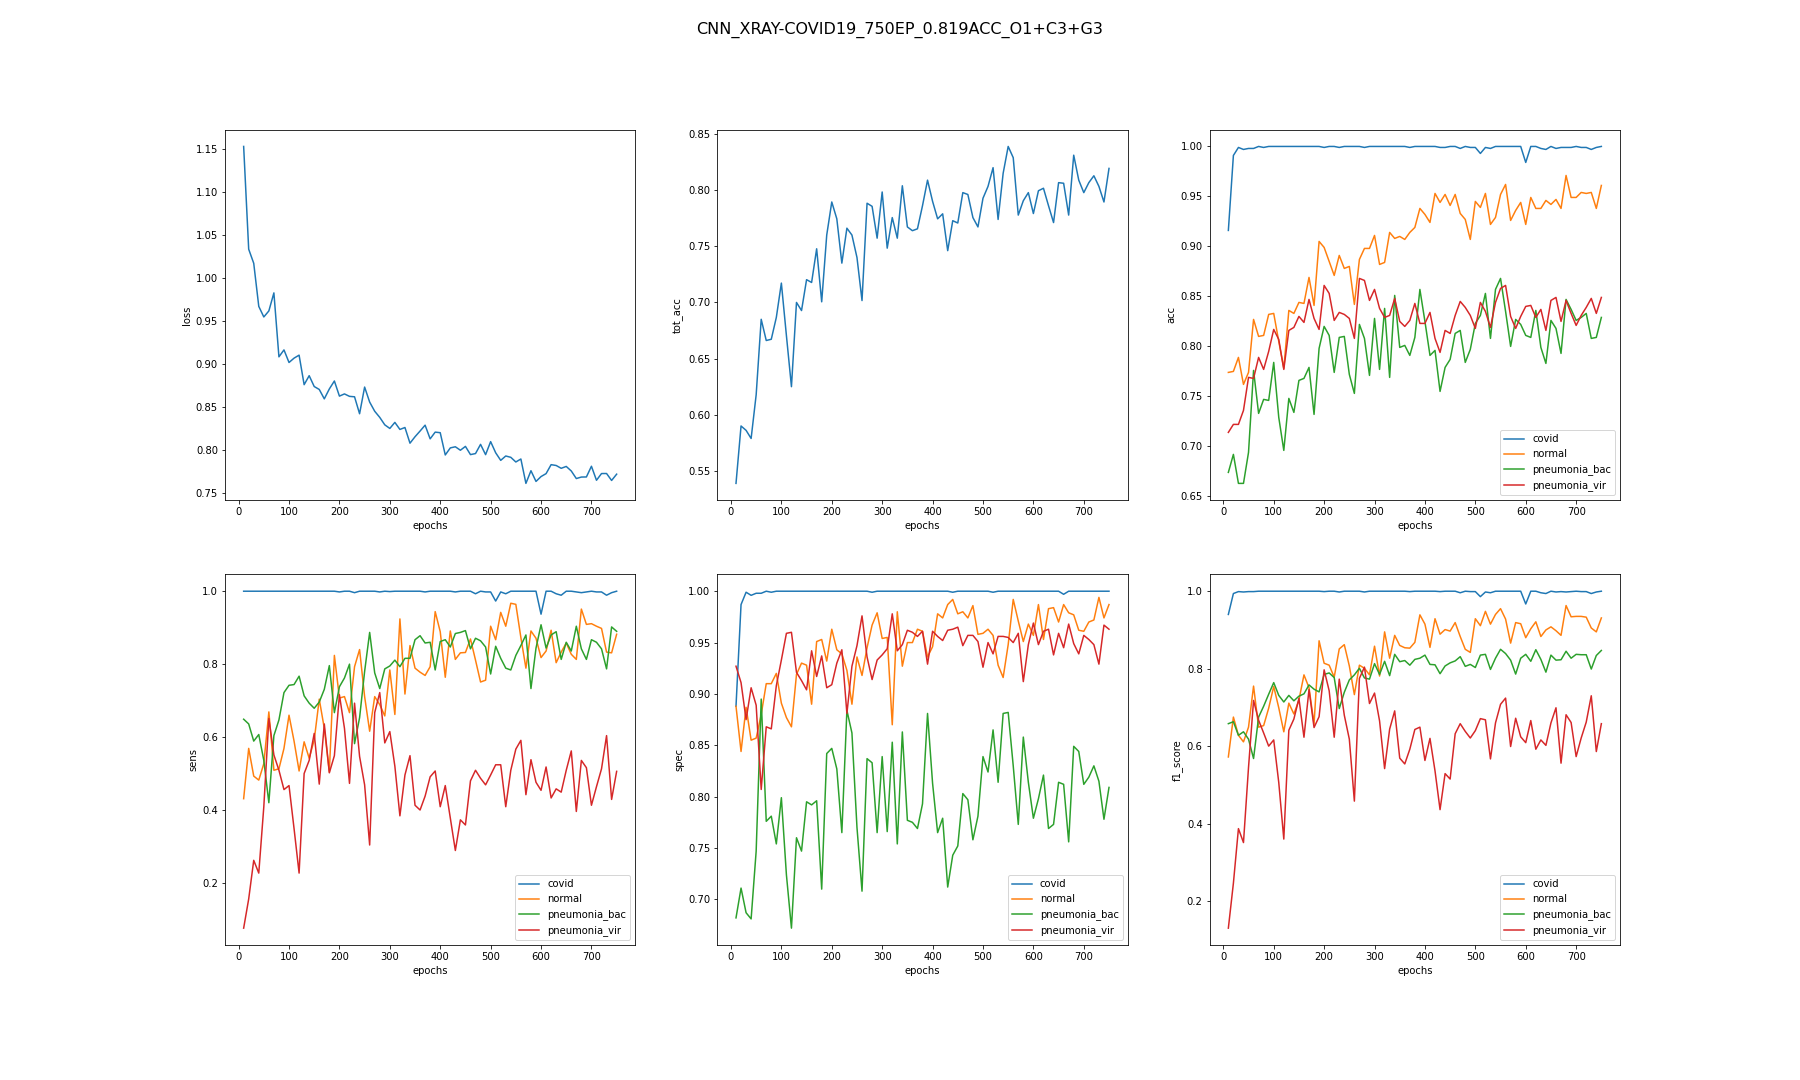 CNN_XRAY-COVID19_750EP_0.819ACC_O1+C3+G3
1.15
1.10
1.05
1.00
0.95
0.90
0.85
0.80
0.75
loss
0 100 200 300 400 500 600 700
epochs
0.85
0.80
0.75
0.70
0.65
0.60
0.55
tot_acc
0 100 200 300 400 500 600 700
epochs
1.00
0.95
0.90
0.85
0.80
0.75
0.70
0.65
acc
covid
normal
pneumonia_bac
pneumonia_vir
0 100 200 300 400 500 600 700
epochs
1.0
0.8
0.6
0.4
0.2
sens
covid
normal
pneumonia_bac
pneumonia_vir
0 100 200 300 400 500 600 700
epochs
1.00
0.95
0.90
0.85
0.80
0.75
0.70
spec
covid
normal
pneumonia_bac
pneumonia_vir
0 100 200 300 400 500 600 700
epochs
1.0
0.8
0.6
0.4
0.2
f1_score
covid
normal
pneumonia_bac
pneumonia_vir
0 100 200 300 400 500 600 700
epochs